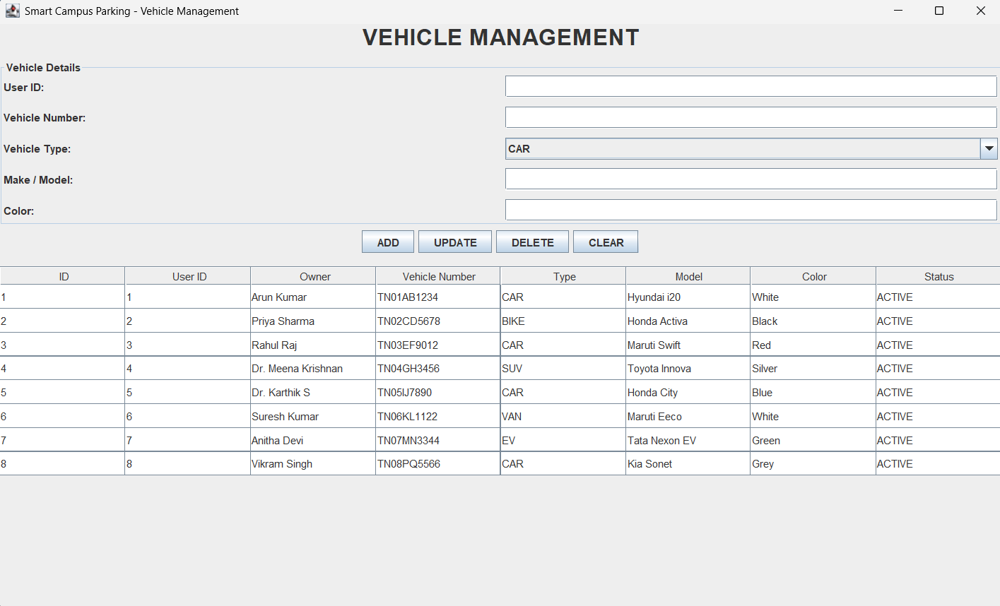 Smart Campus Parking - Vehicle Management
VEHICLE MANAGEMENT
Vehicle Details
User ID:
Vehicle Number:
Vehicle Type: CAR
Make / Model:
Color:
ADD UPDATE DELETE CLEAR
ID User ID Owner Vehicle Number Type Model Color Status
1 1 Arun Kumar TN01AB1234 CAR Hyundai i20 White ACTIVE
2 2 Priya Sharma TN02CD5678 BIKE Honda Activa Black ACTIVE
3 3 Rahul Raj TN03EF9012 CAR Maruti Swift Red ACTIVE
4 4 Dr. Meena Krishnan TN04GH3456 SUV Toyota Innova Silver ACTIVE
5 5 Dr. Karthik S TN05IJ7890 CAR Honda City Blue ACTIVE
6 6 Suresh Kumar TN06KL1122 VAN Maruti Eeco White ACTIVE
7 7 Anitha Devi TN07MN3344 EV Tata Nexon EV Green ACTIVE
8 8 Vikram Singh TN08PQ5566 CAR Kia Sonet Grey ACTIVE